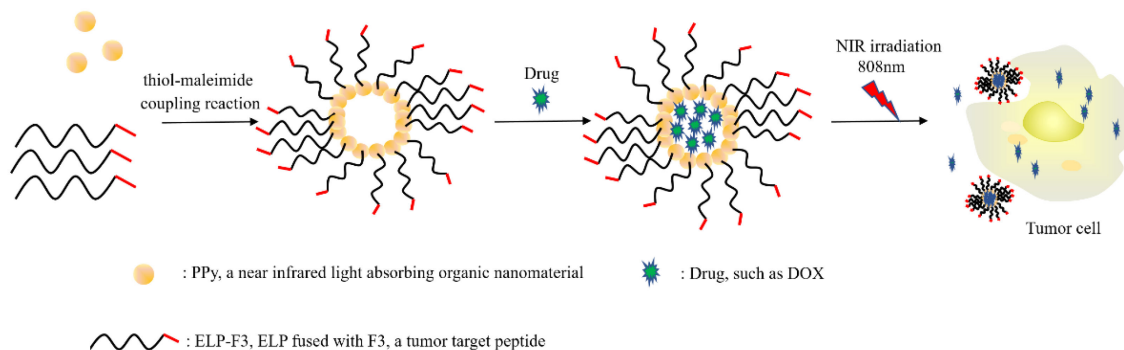 thiol-maleimide
coupling reaction
Drug
NIR irradiation
808nm
Tumor cell
: PPy, a near infrared light absorbing organic nanomaterial
: Drug, such as DOX
: ELP-F3, ELP fused with F3, a tumor target peptide